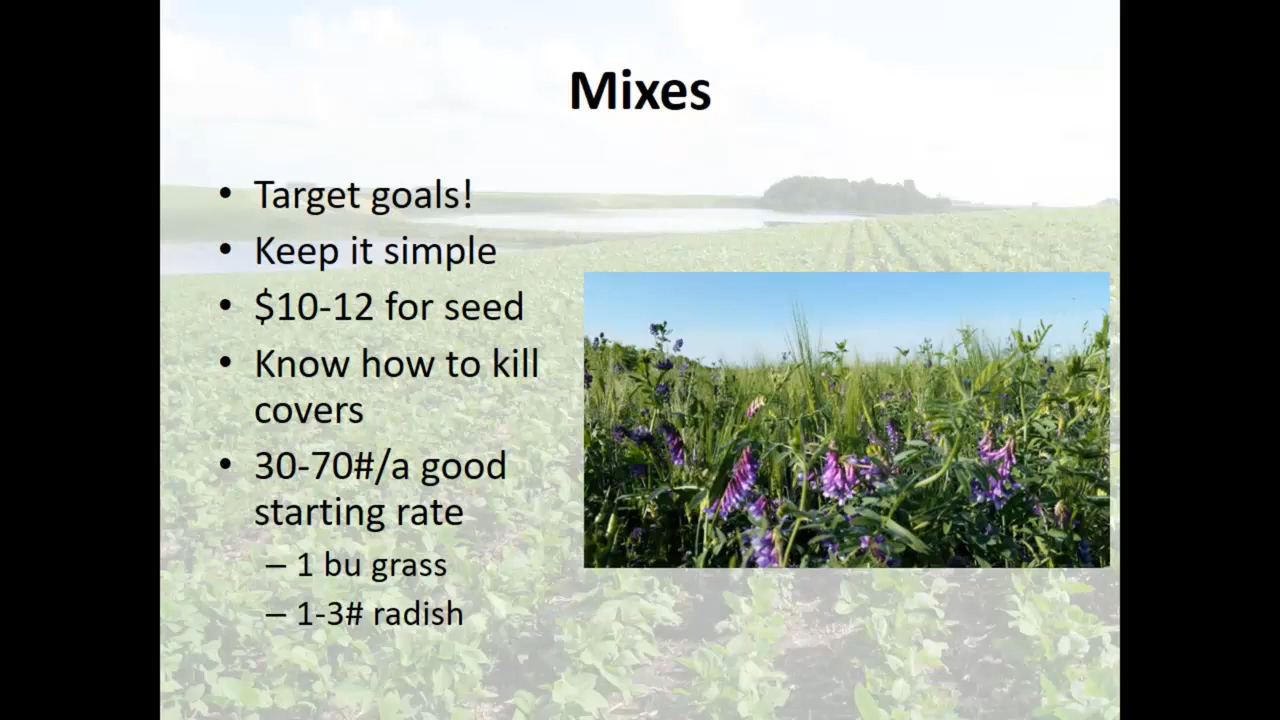 Mixes
• Target goals!
• Keep it simple
• $10-12 for seed
• Know how to kill
covers
• 30-70#/a good
starting rate
– 1 bu grass
– 1-3# radish